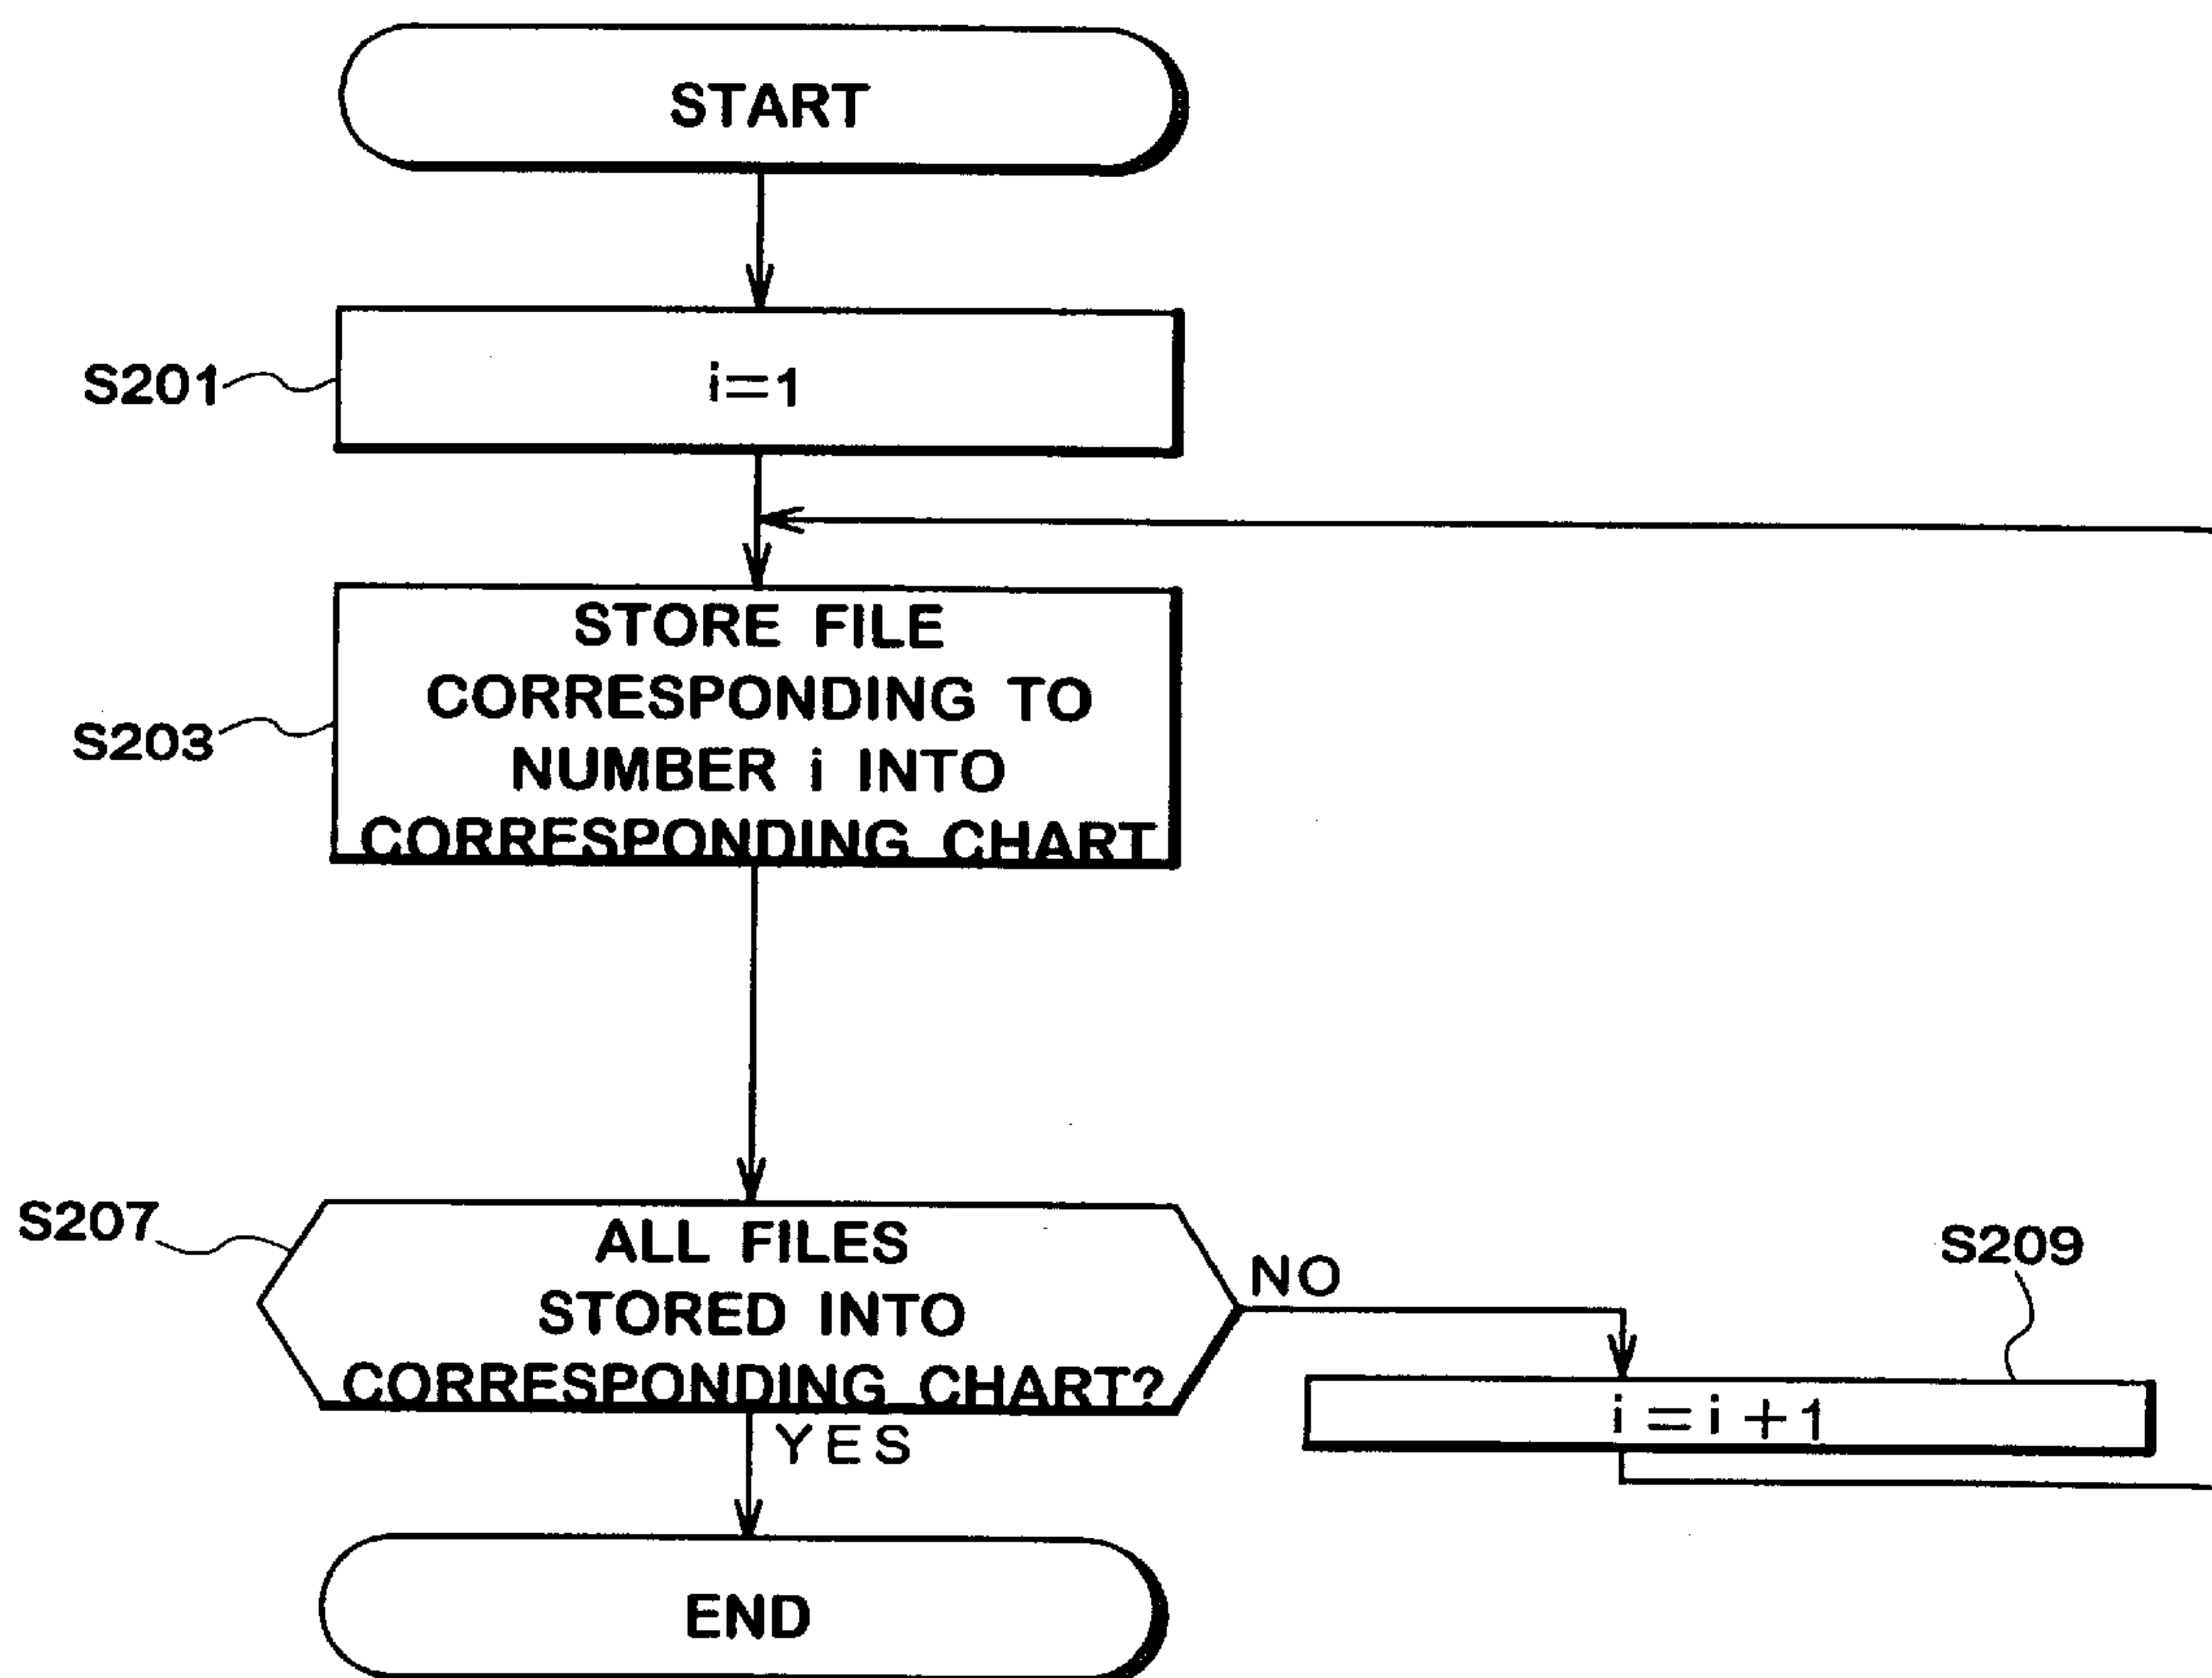 START
S201
i=1
S203
STORE FILE
CORRESPONDING TO
NUMBER i INTO
CORRESPONDING CHART
S207
ALL FILES
STORED INTO
CORRESPONDING CHART?
NO
S209
i=i+1
YES
END